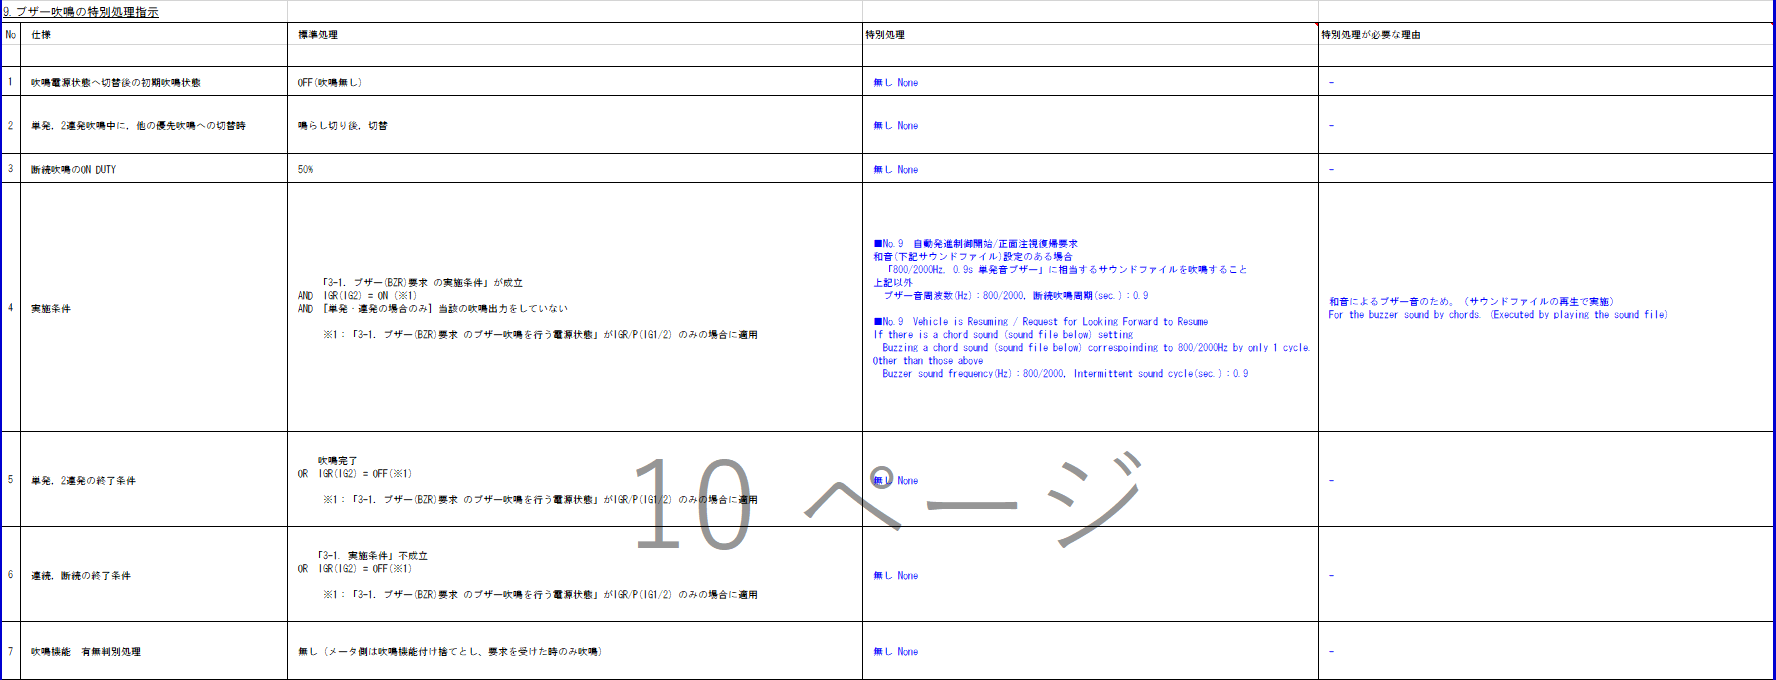 9. ブザー吹鳴の特別処理指示
No 仕様 標準処理 特別処理 特別処理が必要な理由
1 吹鳴電源状態へ切替後の初期吹鳴状態 OFF(吹鳴無し) 無し None -
2 単発, 2連発吹鳴中に, 他の優先吹鳴への切替時 鳴らし切り後, 切替 無し None -
3 断続吹鳴のON DUTY 50% 無し None -
4 実施条件
「3-1. ブザー(BZR)要求 の実施条件」が成立
AND IGR(IG2) = ON (※1)
AND [単発・連発の場合のみ] 当該の吹鳴出力をしていない
※1：「3-1. ブザー(BZR)要求 のブザー吹鳴を行う電源状態」がIGR/P(IG1/2) のみの場合に適用
■No.9 自動発進制御開始/正面注視復帰要求
和音(下記サウンドファイル)設定のある場合
「800/2000Hz, 0.9s 単発音ブザー」に相当するサウンドファイルを吹鳴すること
上記以外
ブザー音周波数(Hz)：800/2000, 断続吹鳴周期(sec.)：0.9
■No.9 Vehicle is Resuming / Request for Looking Forward to Resume
If there is a chord sound (sound file below) setting
Buzzing a chord sound (sound file below) correspoinding to 800/2000Hz by only 1 cycle.
Other than those above
Buzzer sound frequency(Hz)：800/2000, Intermittent sound cycle(sec.)：0.9
和音によるブザー音のため。（サウンドファイルの再生で実施）
For the buzzer sound by chords. (Executed by playing the sound file)
5 単発, 2連発の終了条件
吹鳴完了
OR IGR(IG2) = OFF(※1)
※1：「3-1. ブザー(BZR)要求 のブザー吹鳴を行う電源状態」がIGR/P(IG1/2) のみの場合に適用
無し None -
10 ページ
6 連続, 断続の終了条件
「3-1. 実施条件」不成立
OR IGR(IG2) = OFF(※1)
※1：「3-1. ブザー(BZR)要求 のブザー吹鳴を行う電源状態」がIGR/P(IG1/2) のみの場合に適用
無し None -
7 吹鳴機能 有無判別処理 無し（メータ側は吹鳴機能付け捨てとし、要求を受けた時のみ吹鳴） 無し None -